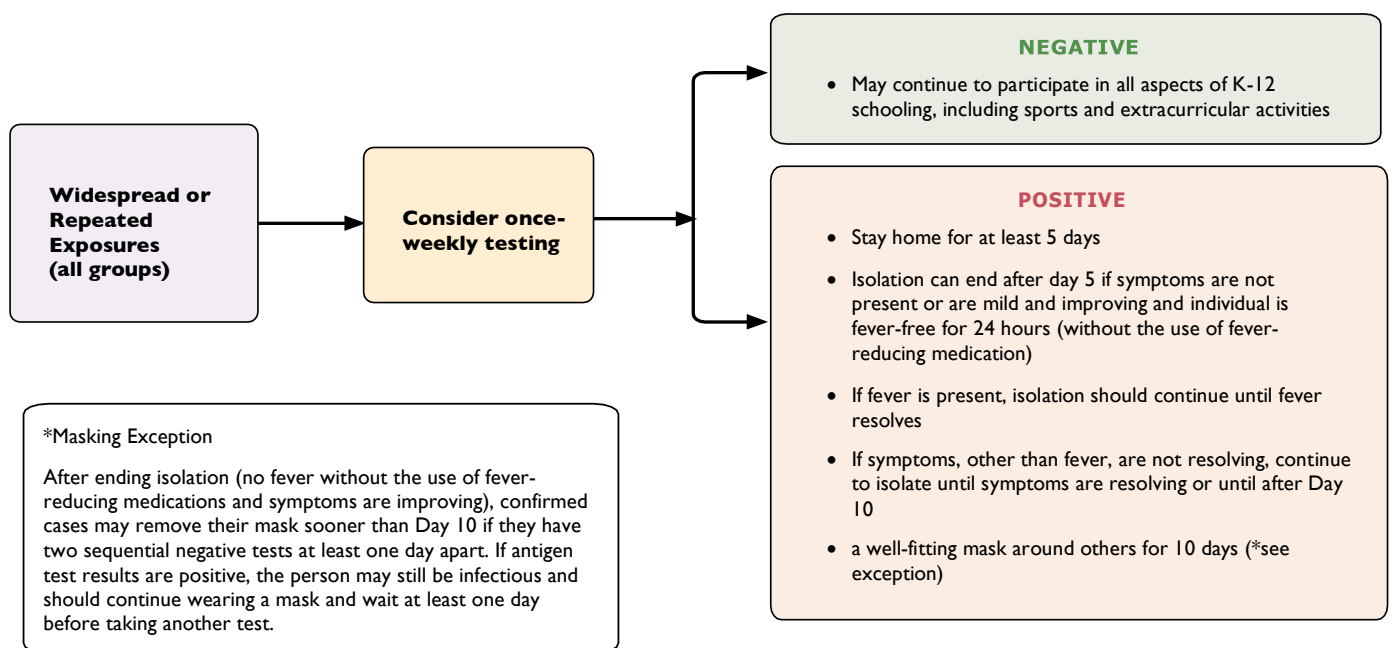 Widespread or
Repeated
Exposures
(all groups)
Consider once-
weekly testing
NEGATIVE
• May continue to participate in all aspects of K-12
schooling, including sports and extracurricular activities
POSITIVE
• Stay home for at least 5 days
• Isolation can end after day 5 if symptoms are not
present or are mild and improving and individual is
fever-free for 24 hours (without the use of fever-
reducing medication)
• If fever is present, isolation should continue until fever
resolves
• If symptoms, other than fever, are not resolving, continue
to isolate until symptoms are resolving or until after Day
10
• a well-fitting mask around others for 10 days (*see
exception)
*Masking Exception
After ending isolation (no fever without the use of fever-
reducing medications and symptoms are improving), confirmed
cases may remove their mask sooner than Day 10 if they have
two sequential negative tests at least one day apart. If antigen
test results are positive, the person may still be infectious and
should continue wearing a mask and wait at least one day
before taking another test.